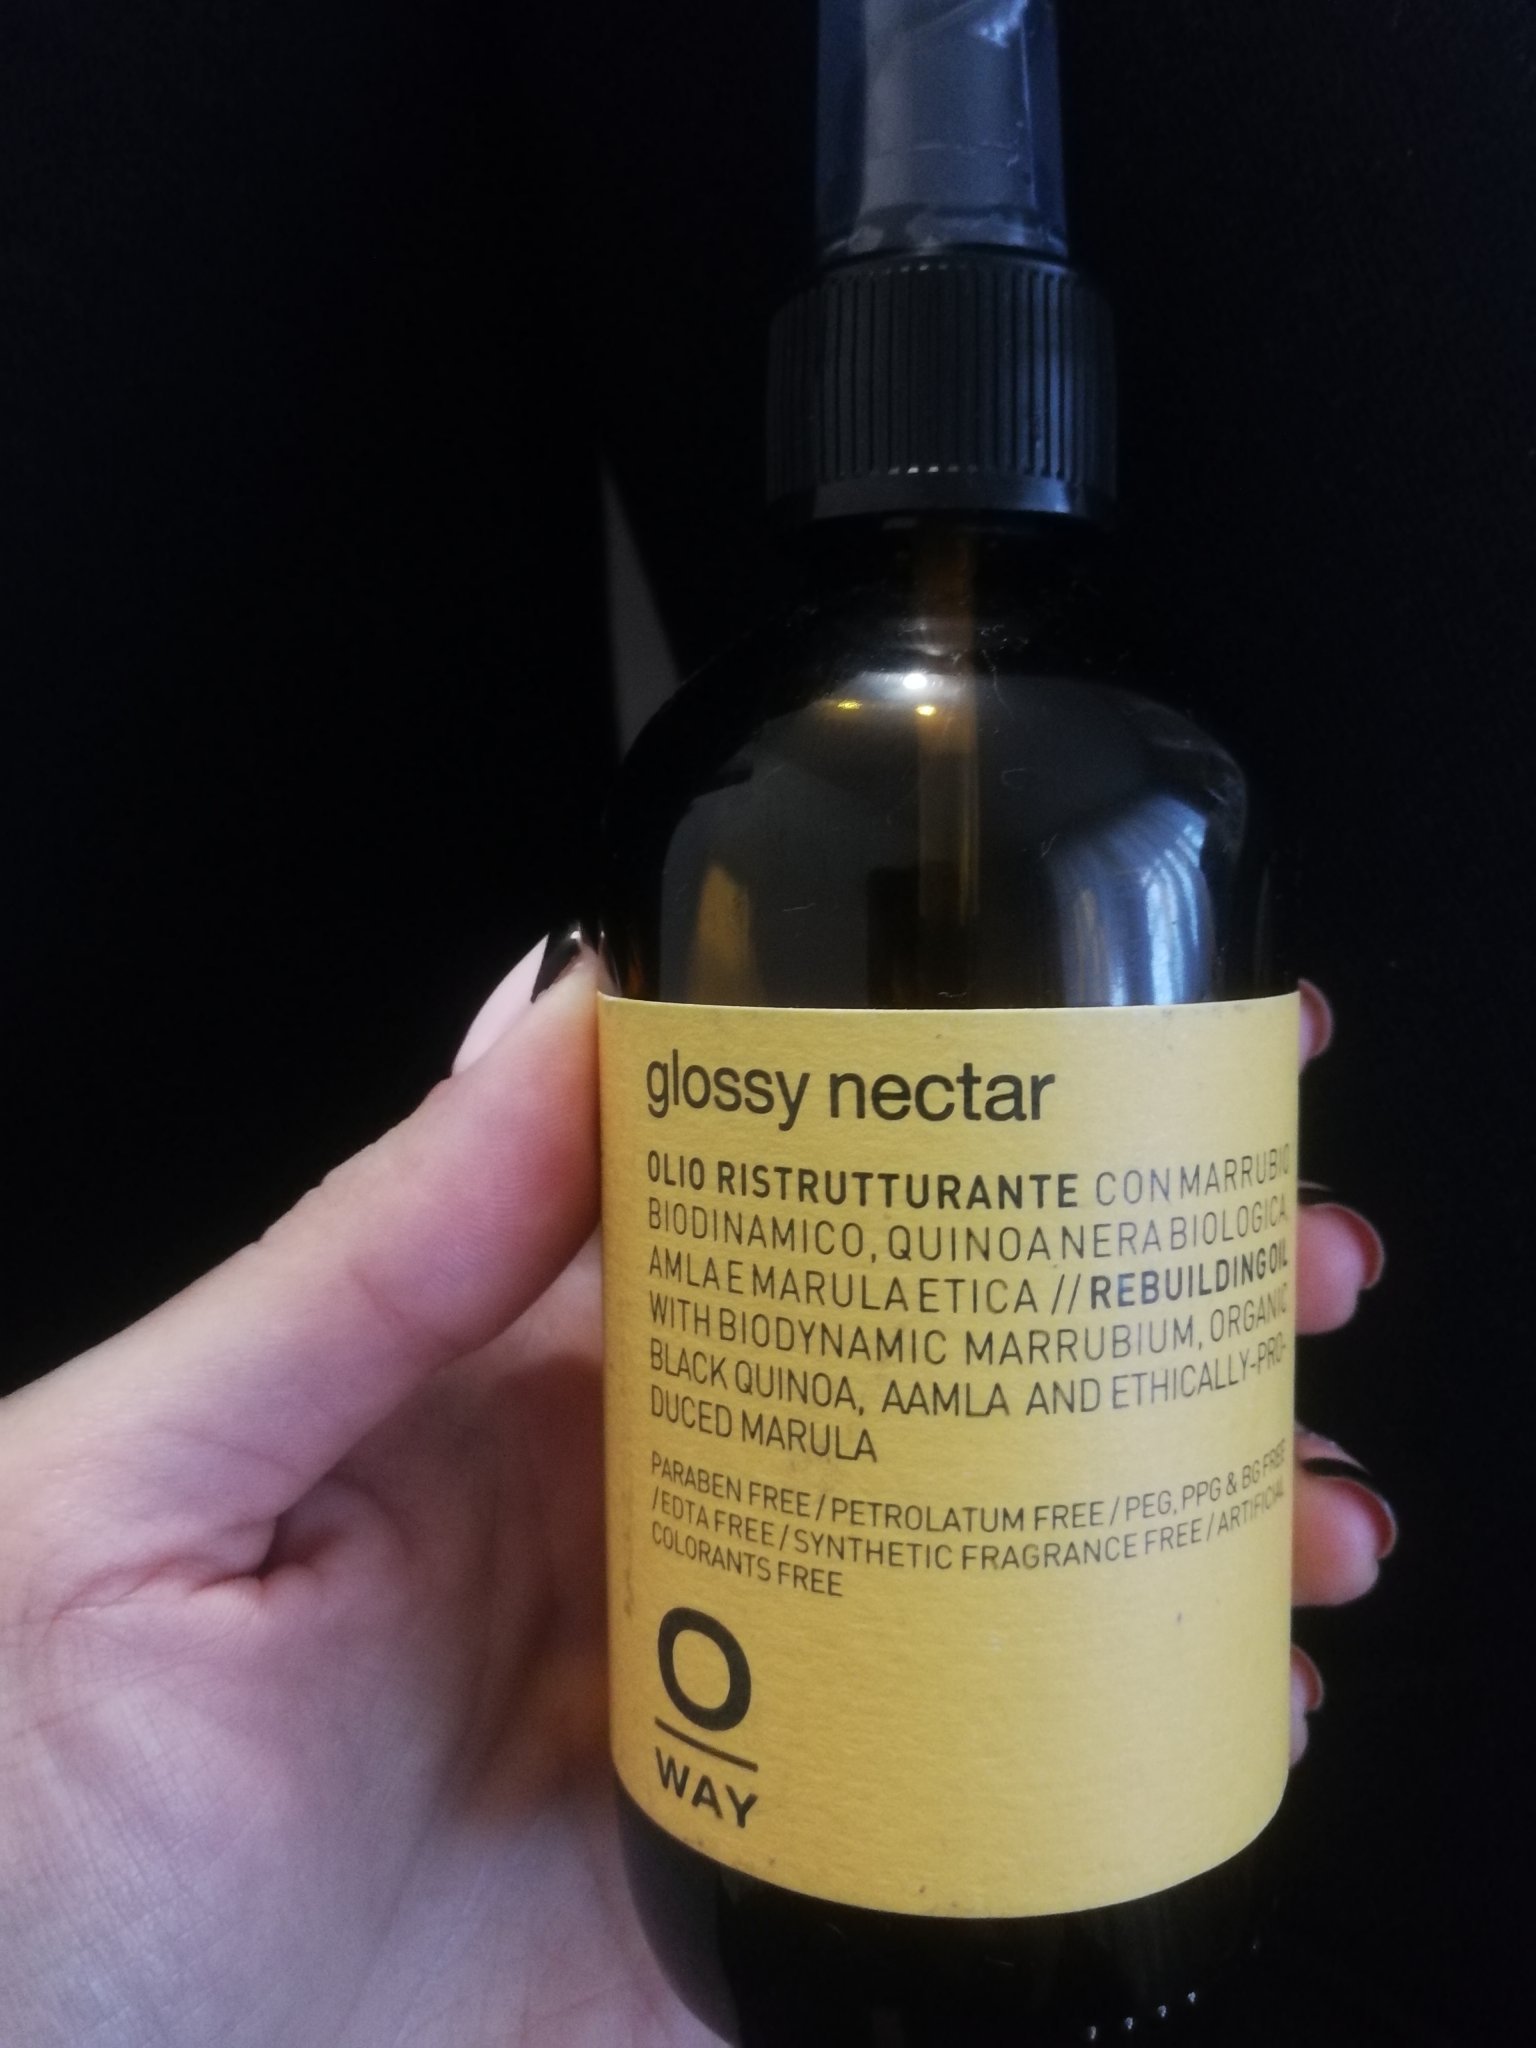 glossy nectar
OLIO RISTRUTTURANTE CON MARRUBIO
BIODINAMICO, QUINOA NERA BIOLOGICA,
AMLA E MARULA ETICA // REBUILDING OIL
WITH BIODYNAMIC MARRUBIUM, ORGANIC
BLACK QUINOA, AAMLA AND ETHICALLY-PRO-
DUCED MARULA
PARABEN FREE / PETROLATUM FREE / PEG, PPG & BG FREE
/ EDTA FREE / SYNTHETIC FRAGRANCE FREE / ARTIFICIAL
COLORANTS FREE
O
WAY